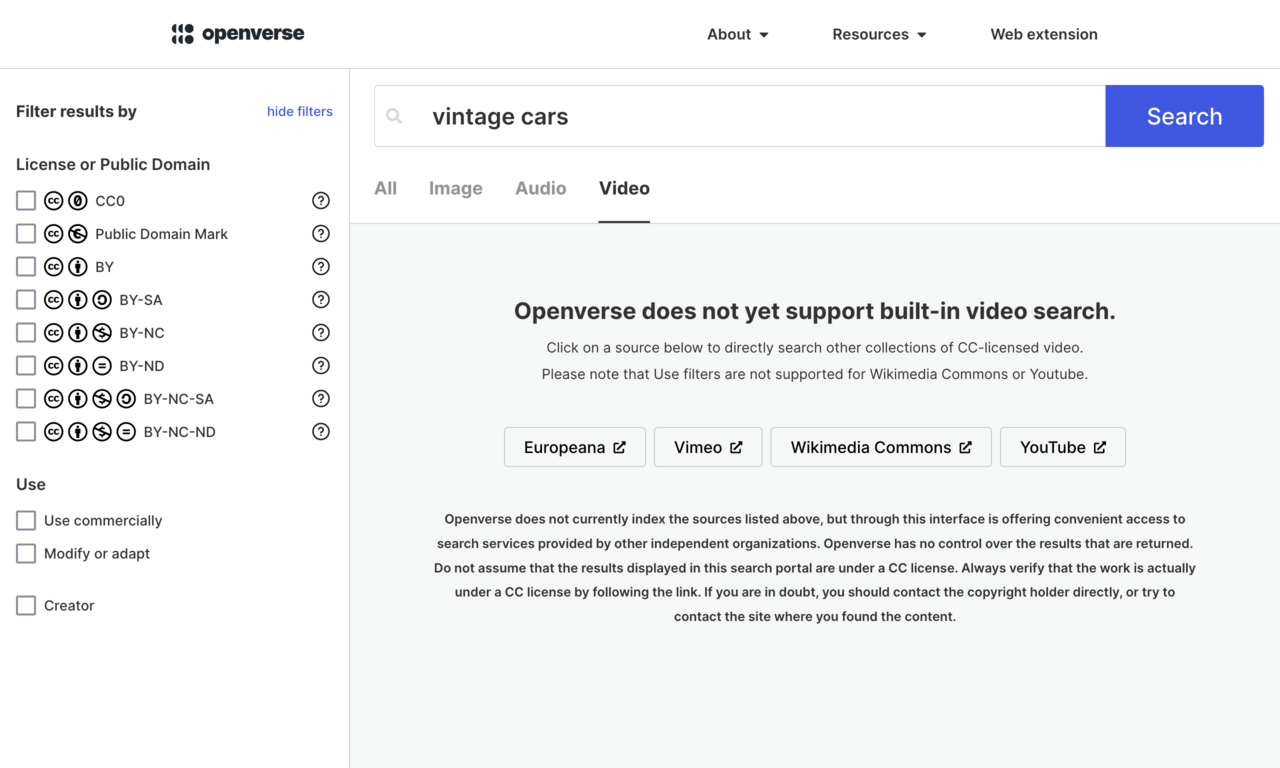 openverse
About
Resources
Web extension
Filter results by
hide filters
License or Public Domain
CC0
Public Domain Mark
BY
BY-SA
BY-NC
BY-ND
BY-NC-SA
BY-NC-ND
Use
Use commercially
Modify or adapt
Creator
vintage cars
Search
All
Image
Audio
Video
Openverse does not yet support built-in video search.
Click on a source below to directly search other collections of CC-licensed video.
Please note that Use filters are not supported for Wikimedia Commons or Youtube.
Europeana
Vimeo
Wikimedia Commons
YouTube
Openverse does not currently index the sources listed above, but through this interface is offering convenient access to
search services provided by other independent organizations. Openverse has no control over the results that are returned.
Do not assume that the results displayed in this search portal are under a CC license. Always verify that the work is actually
under a CC license by following the link. If you are in doubt, you should contact the copyright holder directly, or try to
contact the site where you found the content.